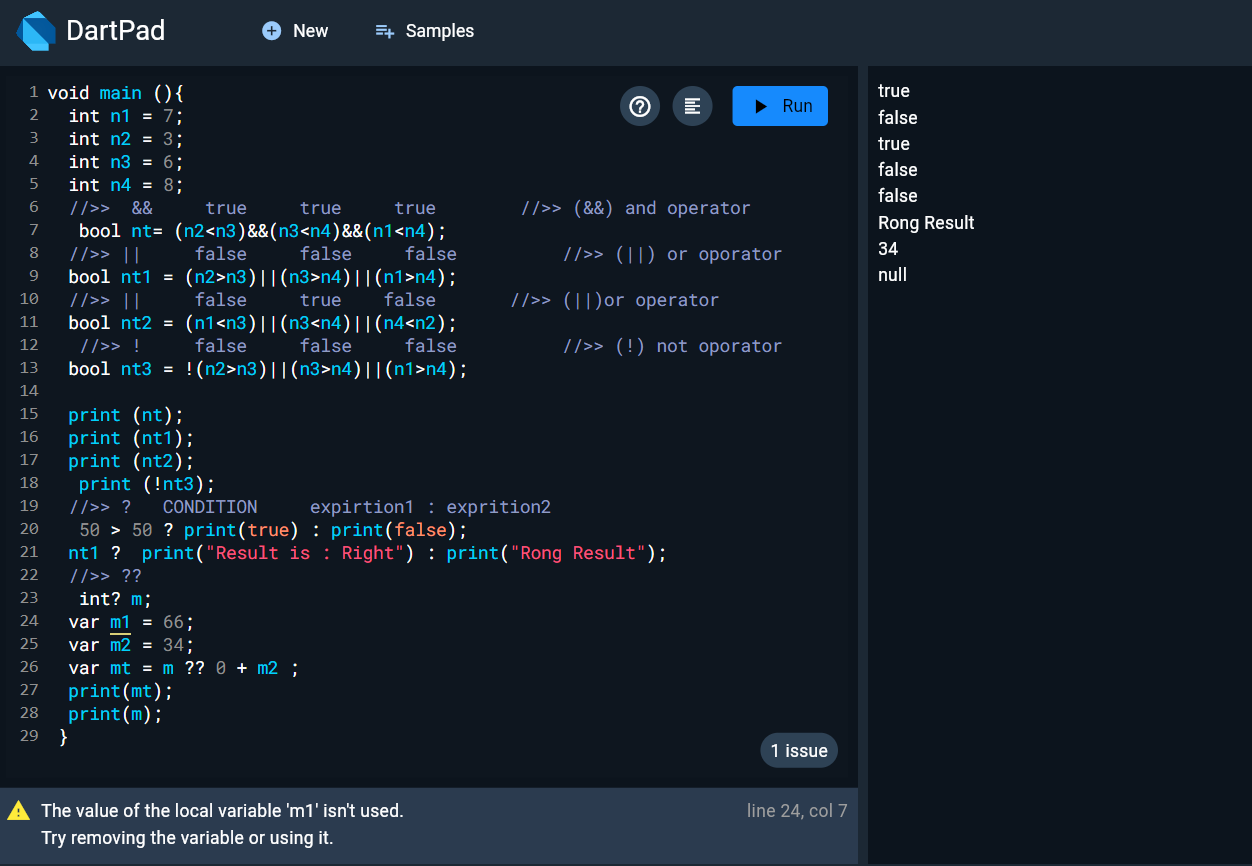 DartPad
New
Samples
Run
1 void main (){
2   int n1 = 7;
3   int n2 = 3;
4   int n3 = 6;
5   int n4 = 8;
6   //>>  &&     true     true     true        //>> (&&) and operator
7    bool nt= (n2<n3)&&(n3<n4)&&(n1<n4);
8   //>> ||     false     false     false          //>> (||) or oporator
9   bool nt1 = (n2>n3)||(n3>n4)||(n1>n4);
10   //>> ||     false     true    false       //>> (||)or operator
11   bool nt2 = (n1<n3)||(n3<n4)||(n4<n2);
12    //>> !     false     false     false          //>> (!) not oporator
13   bool nt3 = !(n2>n3)||(n3>n4)||(n1>n4);
14
15   print (nt);
16   print (nt1);
17   print (nt2);
18    print (!nt3);
19   //>> ?   CONDITION     expirtion1 : exprition2
20    50 > 50 ? print(true) : print(false);
21   nt1 ?  print("Result is : Right") : print("Rong Result");
22   //>> ??
23    int? m;
24   var m1 = 66;
25   var m2 = 34;
26   var mt = m ?? 0 + m2 ;
27   print(mt);
28   print(m);
29  }
1 issue
The value of the local variable 'm1' isn't used.
line 24, col 7
Try removing the variable or using it.
true
false
true
false
false
Rong Result
34
null